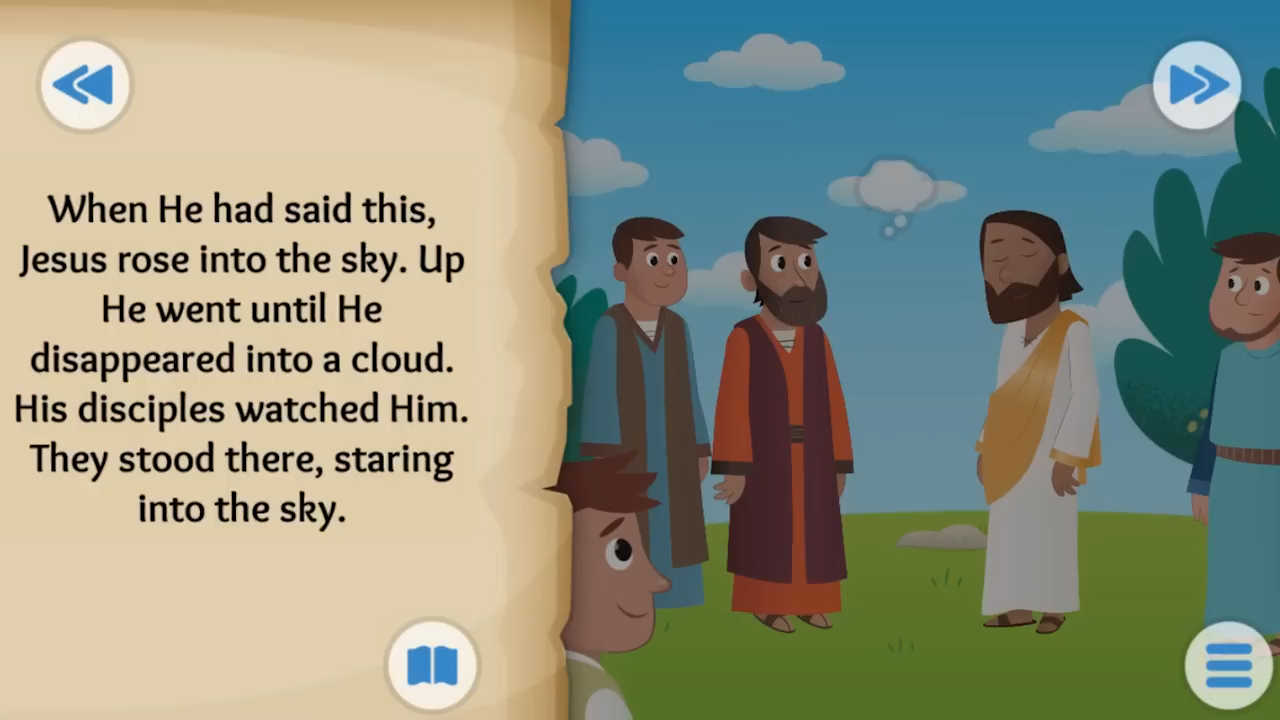 When He had said this,
Jesus rose into the sky. Up
He went until He
disappeared into a cloud.
His disciples watched Him.
They stood there, staring
into the sky.